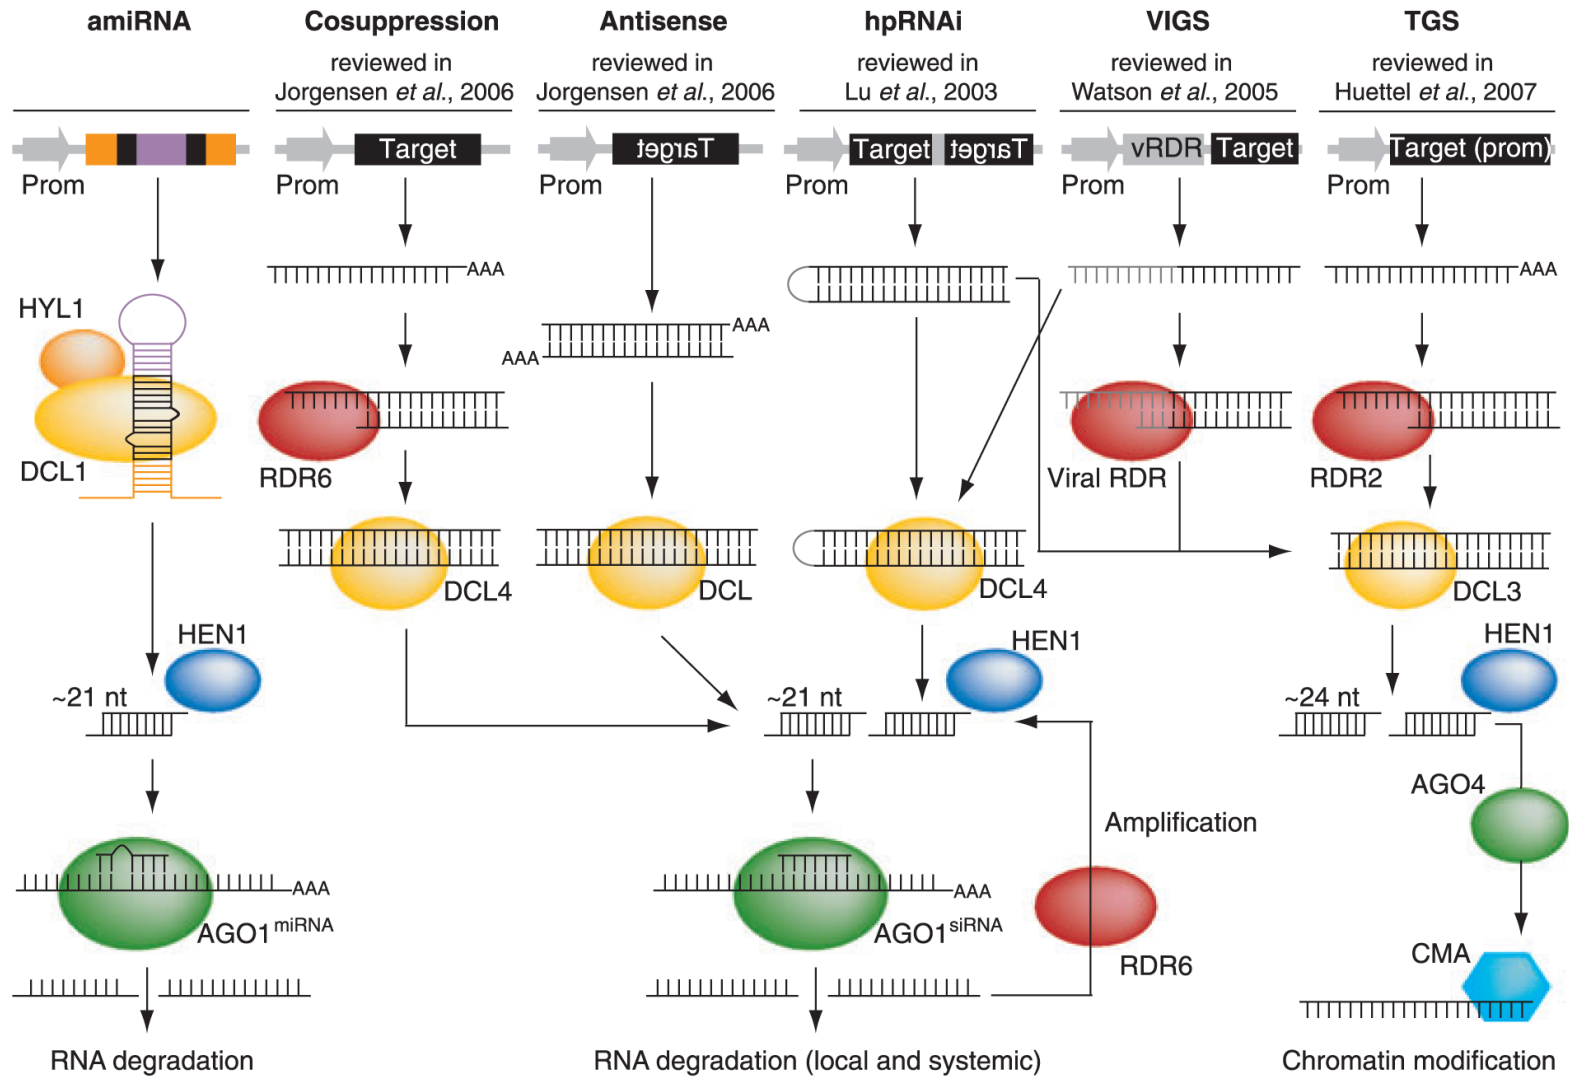 amiRNA
Cosuppression
Antisense
hpRNAi
VIGS
TGS
reviewed in
Jorgensen et al., 2006
reviewed in
Jorgensen et al., 2006
reviewed in
Lu et al., 2003
reviewed in
Watson et al., 2005
reviewed in
Huettel et al., 2007
Prom
Target
Prom
Target
Prom
Target
Target
Prom
vRDR
Target
Prom
Target (prom)
Prom
AAA
AAA
HYL1
AAA
AAA
DCL1
RDR6
Viral RDR
RDR2
DCL4
DCL
DCL4
DCL3
HEN1
HEN1
HEN1
~21 nt
~21 nt
~24 nt
AGO4
Amplification
AAA
AAA
AGO1miRNA
AGO1siRNA
RDR6
CMA
RNA degradation
RNA degradation (local and systemic)
Chromatin modification